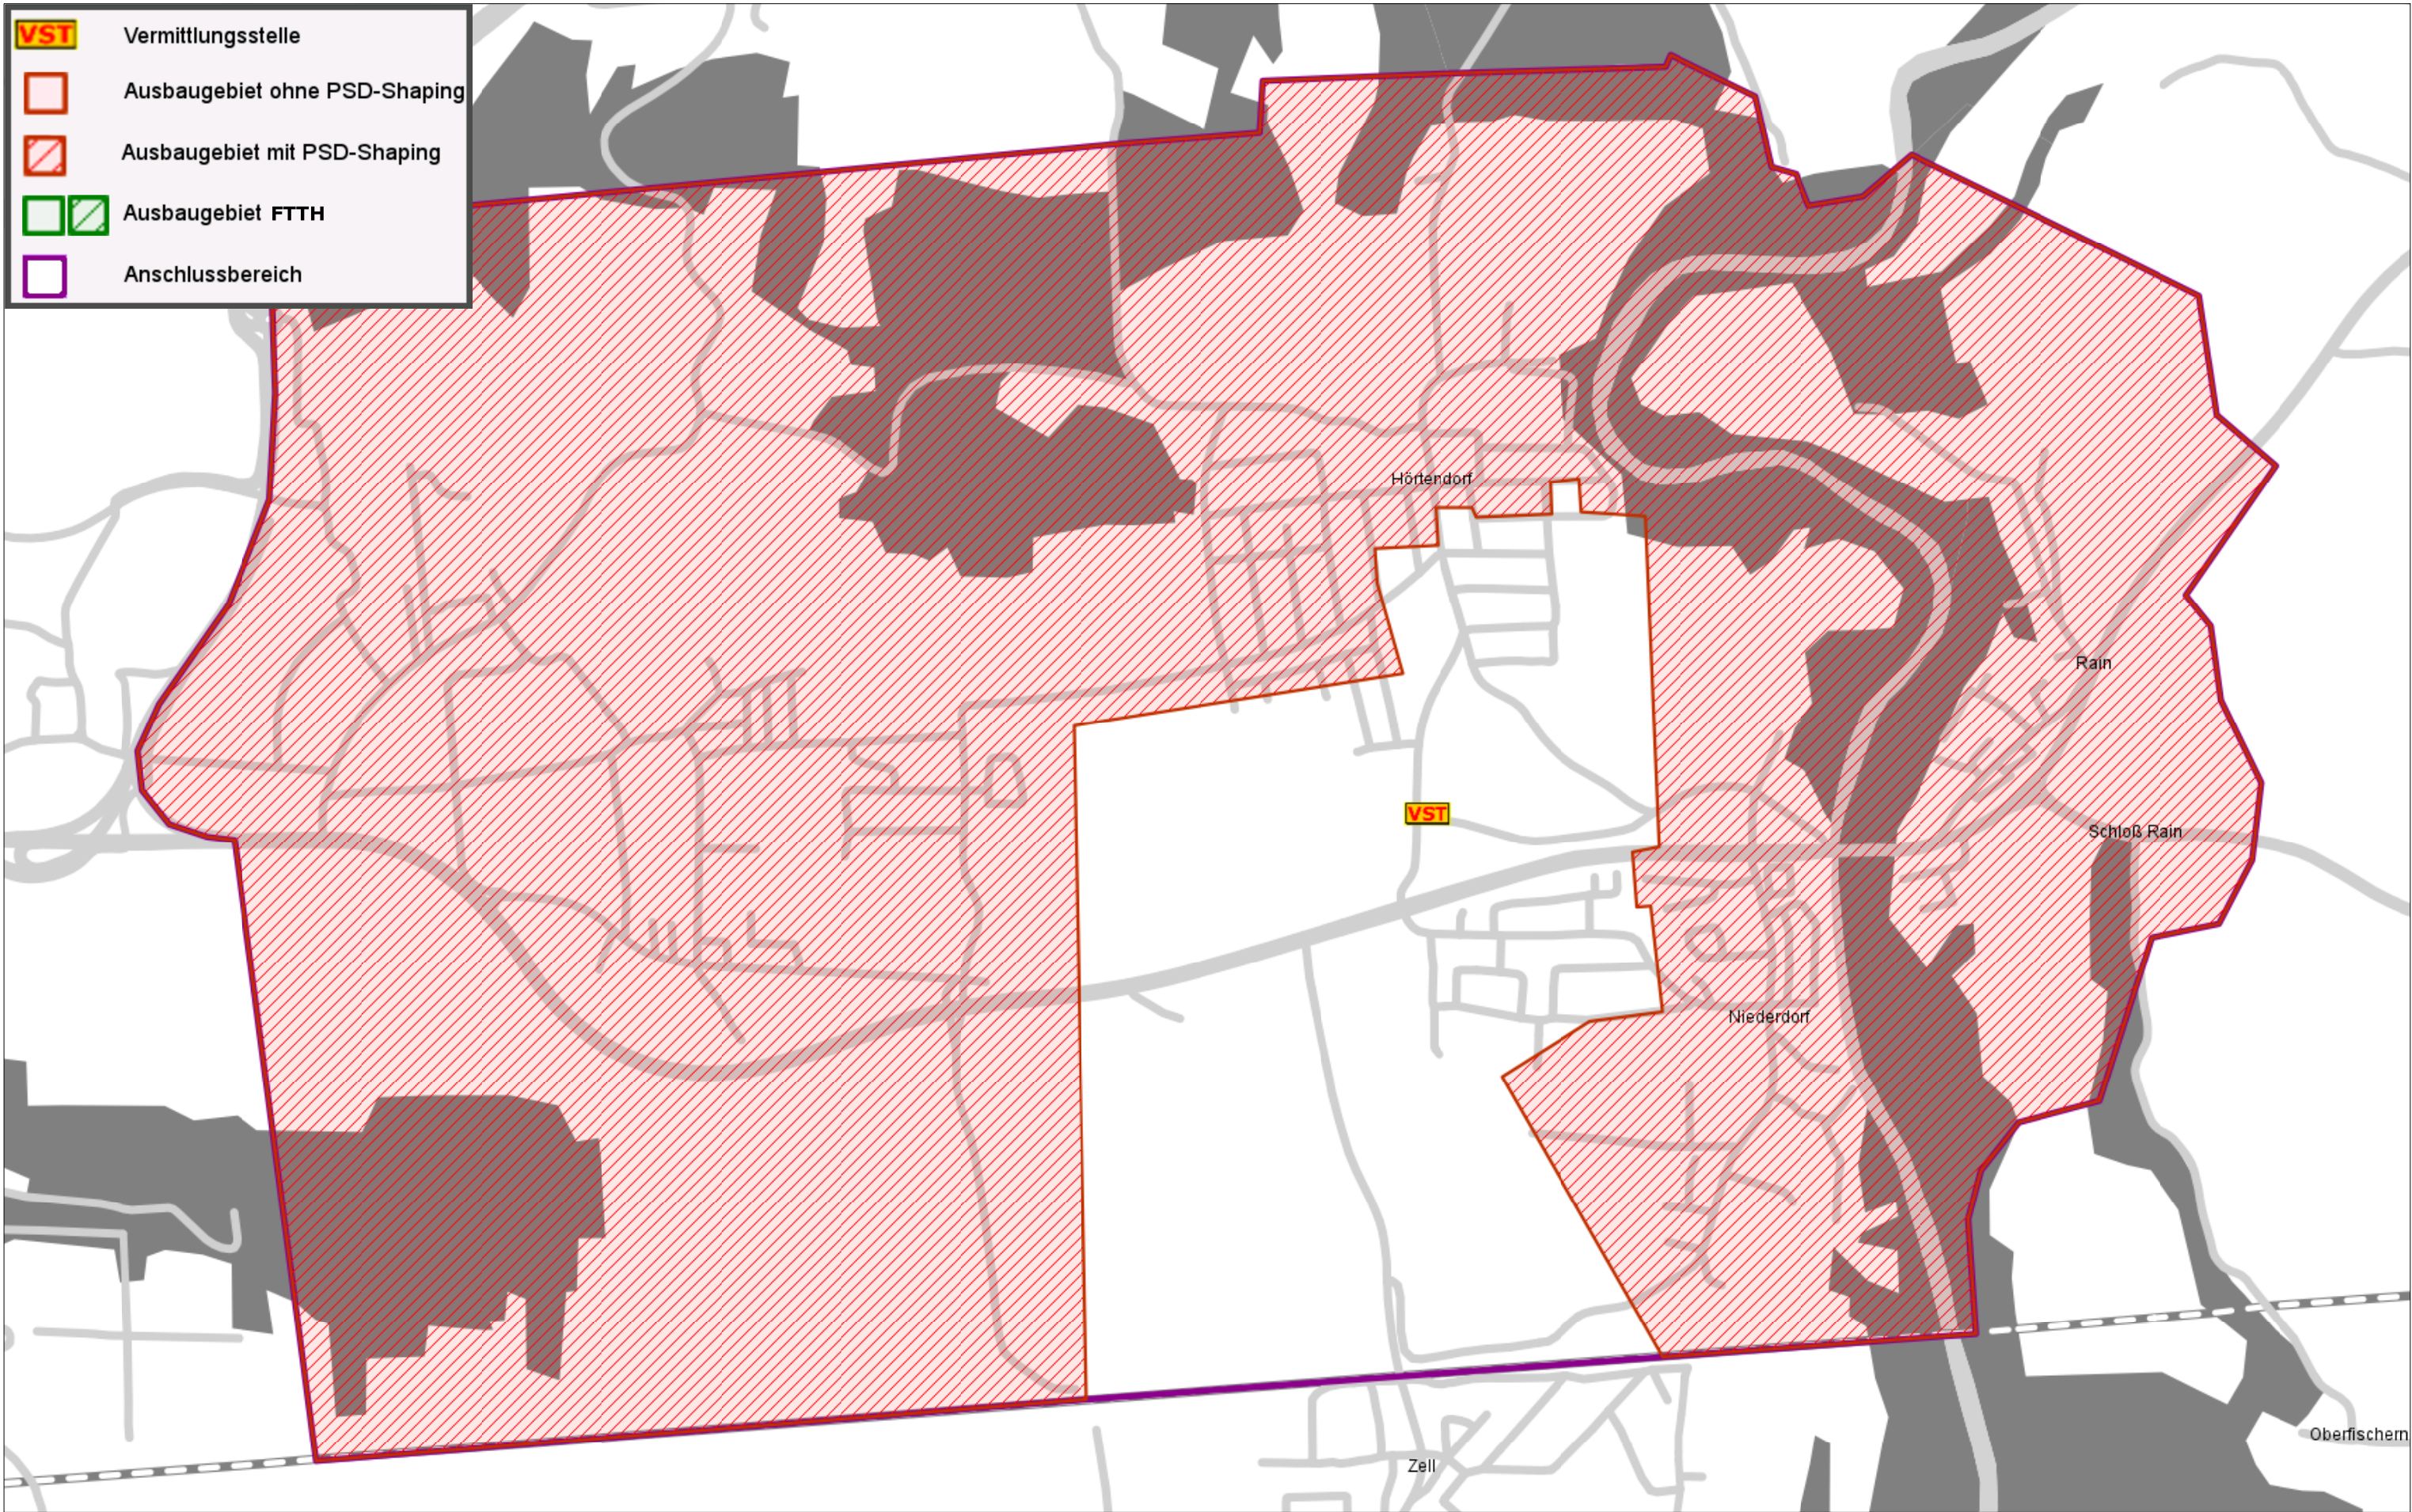 VST Vermittlungsstelle
Ausbaugebiet ohne PSD-Shaping
Ausbaugebiet mit PSD-Shaping
Ausbaugebiet FTTH
Anschlussbereich
Hörtendorf
Rain
VST
Schloß Rain
Niederdorf
Oberfischern
Zell